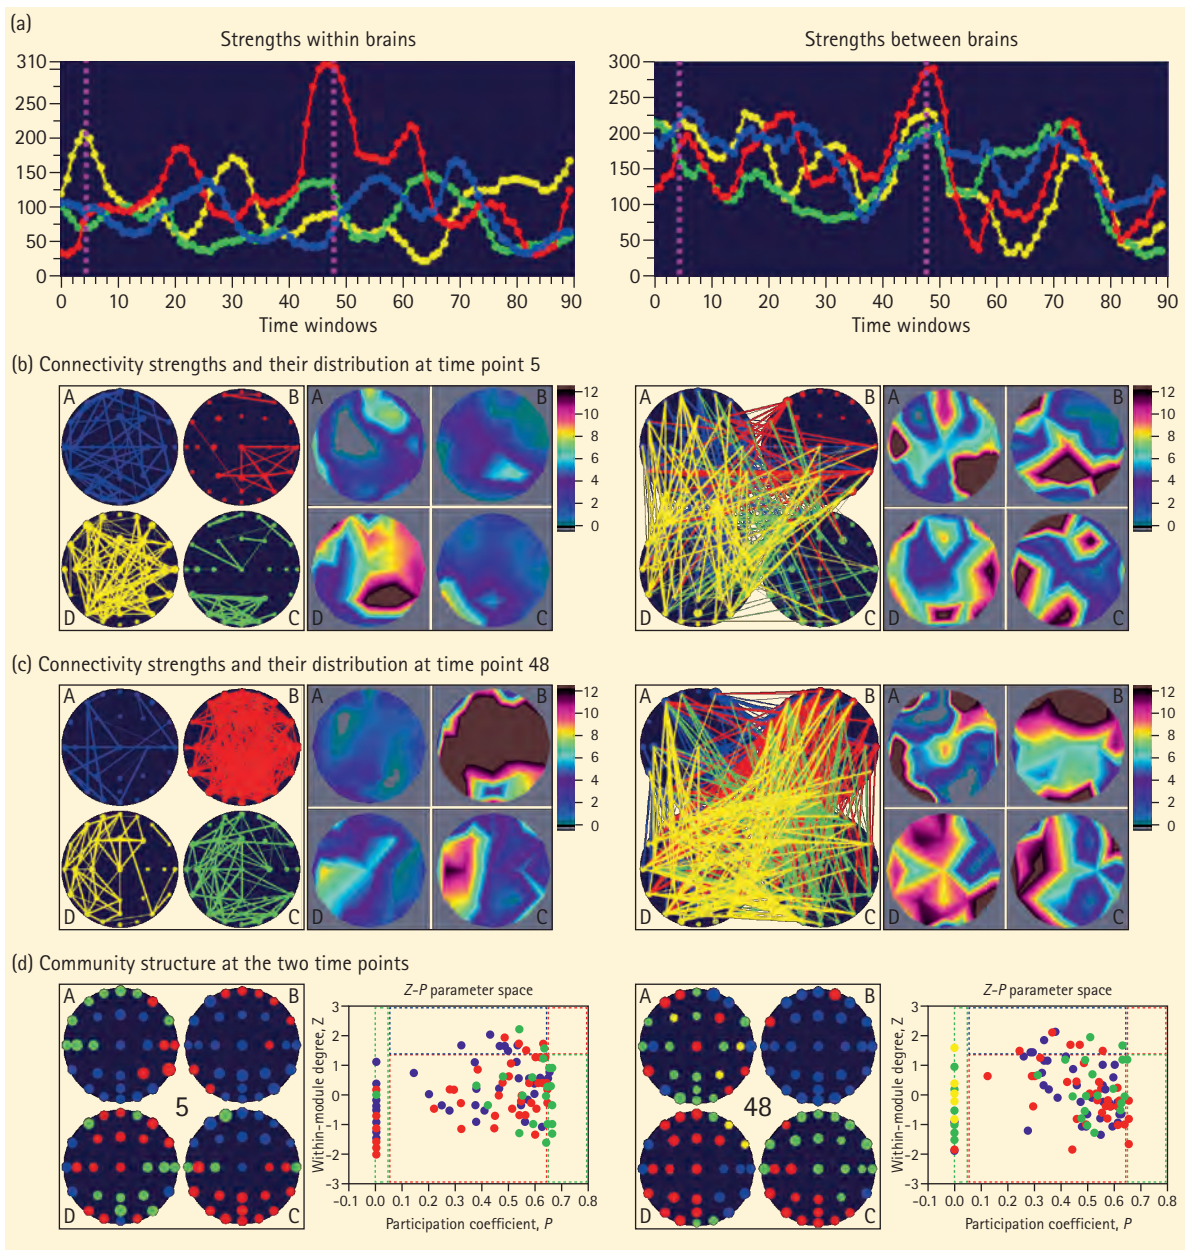 (a)
Strengths within brains
310
250
200
150
100
50
0
0 10 20 30 40 50 60 70 80 90
Time windows
Strengths between brains
300
250
200
150
100
50
0
0 10 20 30 40 50 60 70 80 90
Time windows
(b) Connectivity strengths and their distribution at time point 5
A B
D C
A B
D C
12
10
8
6
4
2
0
A B
D C
A B
D C
12
10
8
6
4
2
0
(c) Connectivity strengths and their distribution at time point 48
A B
D C
A B
D C
12
10
8
6
4
2
0
A B
D C
A B
D C
12
10
8
6
4
2
0
(d) Community structure at the two time points
A B
5
D C
Z-P parameter space
Within-module degree, Z
3
2
1
0
-1
-2
-3
-0.1 0.0 0.1 0.2 0.3 0.4 0.5 0.6 0.7 0.8
Participation coefficient, P
A B
48
D C
Z-P parameter space
Within-module degree, Z
3
2
1
0
-1
-2
-3
-0.1 0.0 0.1 0.2 0.3 0.4 0.5 0.6 0.7 0.8
Participation coefficient, P